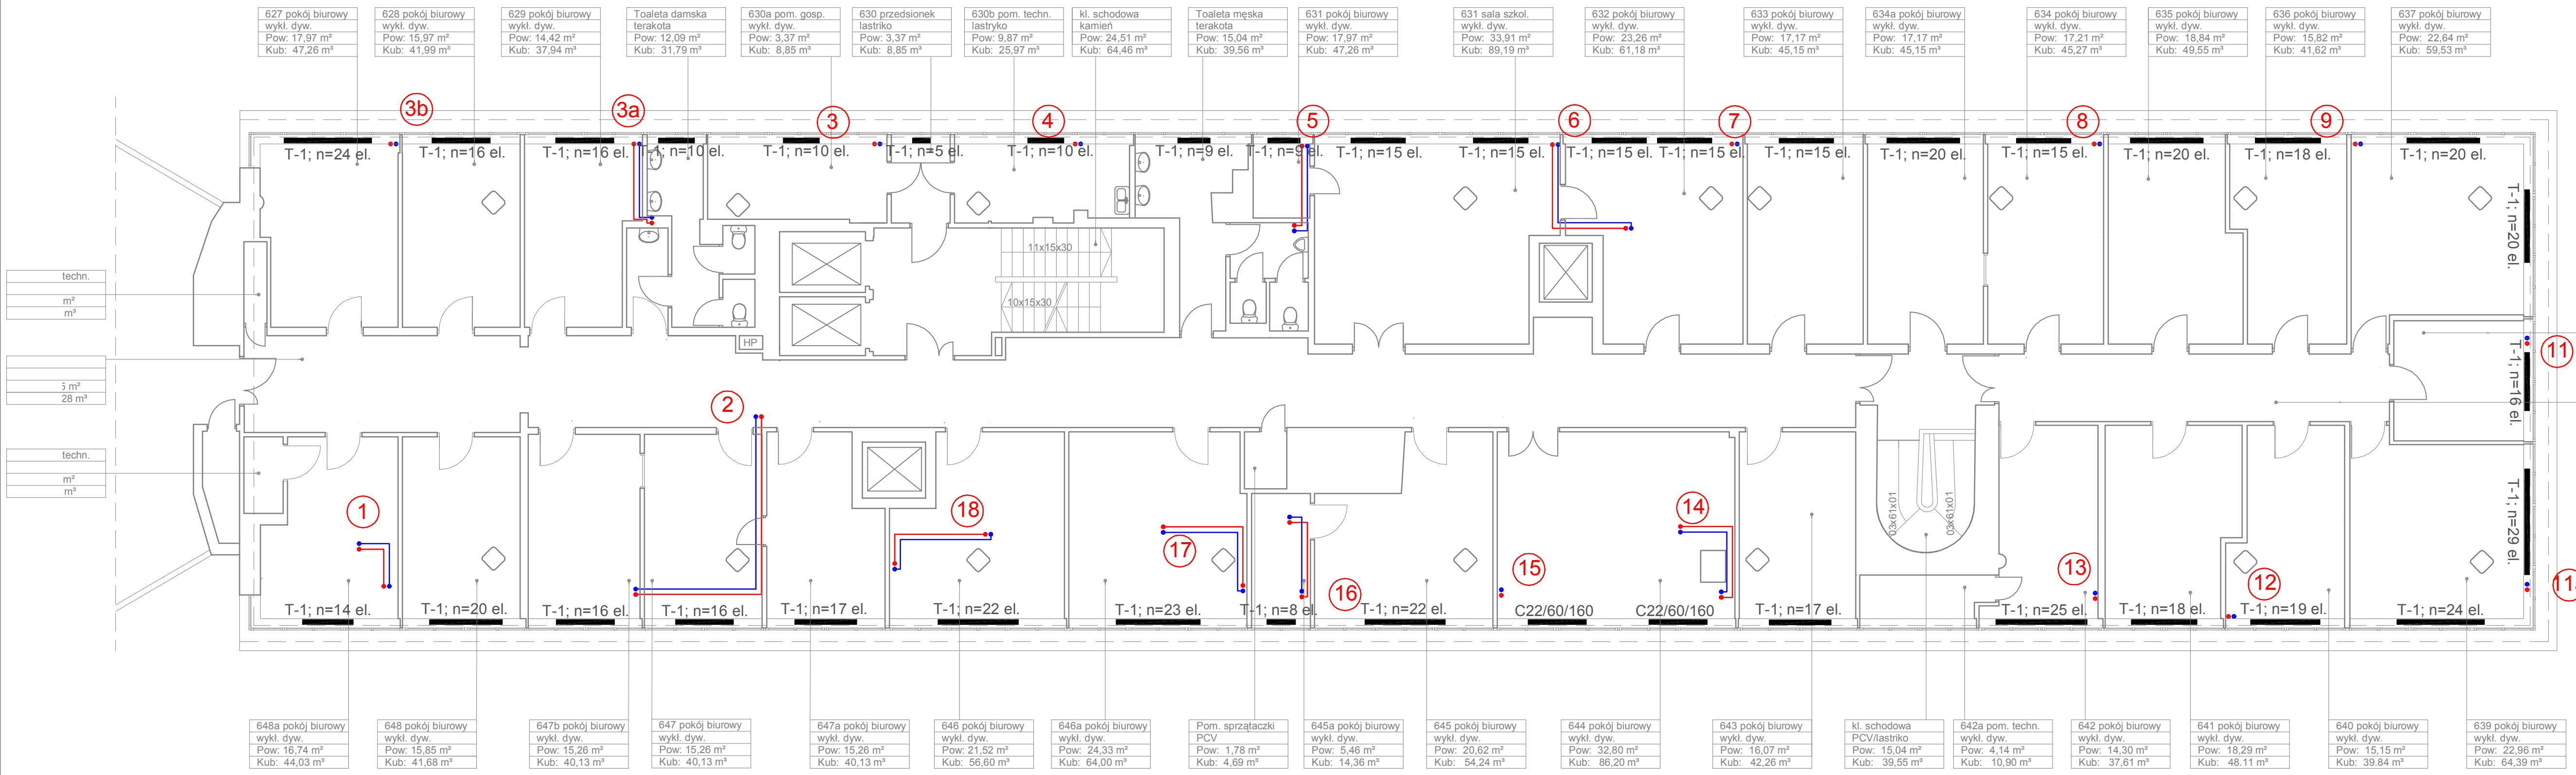 627 pokój biurowy
wykł. dyw.
Pow: 17,97 m²
Kub: 47,26 m³
628 pokój biurowy
wykł. dyw.
Pow: 15,97 m²
Kub: 41,99 m³
629 pokój biurowy
wykł. dyw.
Pow: 14,42 m²
Kub: 37,94 m³
Toaleta damska
terakota
Pow: 12,09 m²
Kub: 31,79 m³
630a pom. gosp.
wykł. dyw.
Pow: 3,37 m²
Kub: 8,85 m³
630 przedsionek
lastriko
Pow: 3,37 m²
Kub: 8,85 m³
630b pom. techn.
lastryko
Pow: 9,87 m²
Kub: 25,97 m³
kl. schodowa
kamień
Pow: 24,51 m²
Kub: 64,46 m³
Toaleta męska
terakota
Pow: 15,04 m²
Kub: 39,56 m³
631 pokój biurowy
wykł. dyw.
Pow: 17,97 m²
Kub: 47,26 m³
631 sala szkol.
wykł. dyw.
Pow: 33,91 m²
Kub: 89,19 m³
632 pokój biurowy
wykł. dyw.
Pow: 23,26 m²
Kub: 61,18 m³
633 pokój biurowy
wykł. dyw.
Pow: 17,17 m²
Kub: 45,15 m³
634a pokój biurowy
wykł. dyw.
Pow: 17,17 m²
Kub: 45,15 m³
634 pokój biurowy
wykł. dyw.
Pow: 17,21 m²
Kub: 45,27 m³
635 pokój biurowy
wykł. dyw.
Pow: 18,84 m²
Kub: 49,55 m³
636 pokój biurowy
wykł. dyw.
Pow: 15,82 m²
Kub: 41,62 m³
637 pokój biurowy
wykł. dyw.
Pow: 22,64 m²
Kub: 59,53 m³
3b
3a
3
4
5
6
7
8
9
T-1; n=24 el.
T-1; n=16 el.
T-1; n=16 el.
T-1; n=10 el.
T-1; n=10 el.
T-1; n=5 el.
T-1; n=10 el.
T-1; n=9 el.
T-1; n=9 el.
T-1; n=15 el.
T-1; n=15 el.
T-1; n=15 el.
T-1; n=15 el.
T-1; n=15 el.
T-1; n=20 el.
T-1; n=15 el.
T-1; n=20 el.
T-1; n=18 el.
T-1; n=20 el.
T-1; n=20 el.
11x15x30
10x15x30
HP
techn.
m²
m³
m²
28 m³
techn.
m²
m³
T-1; n=16 el.
11
2
1
18
17
16
15
14
13
12
T-1; n=29 el.
T-1; n=14 el.
T-1; n=20 el.
T-1; n=16 el.
T-1; n=16 el.
T-1; n=17 el.
T-1; n=22 el.
T-1; n=23 el.
T-1; n=8 el.
T-1; n=22 el.
C22/60/160
C22/60/160
T-1; n=17 el.
T-1; n=25 el.
T-1; n=18 el.
T-1; n=19 el.
T-1; n=24 el.
648a pokój biurowy
wykł. dyw.
Pow: 16,74 m²
Kub: 44,03 m³
648 pokój biurowy
wykł. dyw.
Pow: 15,85 m²
Kub: 41,68 m³
647b pokój biurowy
wykł. dyw.
Pow: 15,26 m²
Kub: 40,13 m³
647 pokój biurowy
wykł. dyw.
Pow: 15,26 m²
Kub: 40,13 m³
647a pokój biurowy
wykł. dyw.
Pow: 15,26 m²
Kub: 40,13 m³
646 pokój biurowy
wykł. dyw.
Pow: 21,52 m²
Kub: 56,60 m³
646a pokój biurowy
wykł. dyw.
Pow: 24,33 m²
Kub: 64,00 m³
Pom. sprzątaczki
PCV
Pow: 1,78 m²
Kub: 4,69 m³
645a pokój biurowy
wykł. dyw.
Pow: 5,46 m²
Kub: 14,36 m³
645 pokój biurowy
wykł. dyw.
Pow: 20,62 m²
Kub: 54,24 m³
644 pokój biurowy
wykł. dyw.
Pow: 32,80 m²
Kub: 86,20 m³
643 pokój biurowy
wykł. dyw.
Pow: 16,07 m²
Kub: 42,26 m³
kl. schodowa
PCV/lastriko
Pow: 15,04 m²
Kub: 39,55 m³
642a pom. techn.
wykł. dyw.
Pow: 4,14 m²
Kub: 10,90 m³
642 pokój biurowy
wykł. dyw.
Pow: 14,30 m²
Kub: 37,61 m³
641 pokój biurowy
wykł. dyw.
Pow: 18,29 m²
Kub: 48.11 m³
640 pokój biurowy
wykł. dyw.
Pow: 15,15 m²
Kub: 39.84 m³
639 pokój biurowy
wykł. dyw.
Pow: 22,96 m²
Kub: 64,39 m³